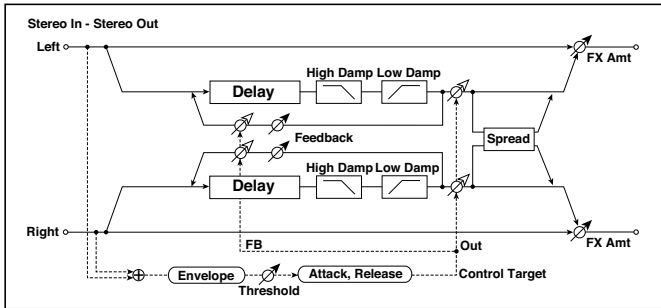 Stereo In - Stereo Out
Left
FX Amt
High Damp Low Damp
Delay
Feedback
Spread
High Damp Low Damp
Delay
Right
FB
Out
FX Amt
Envelope
Threshold
Attack, Release
Control Target